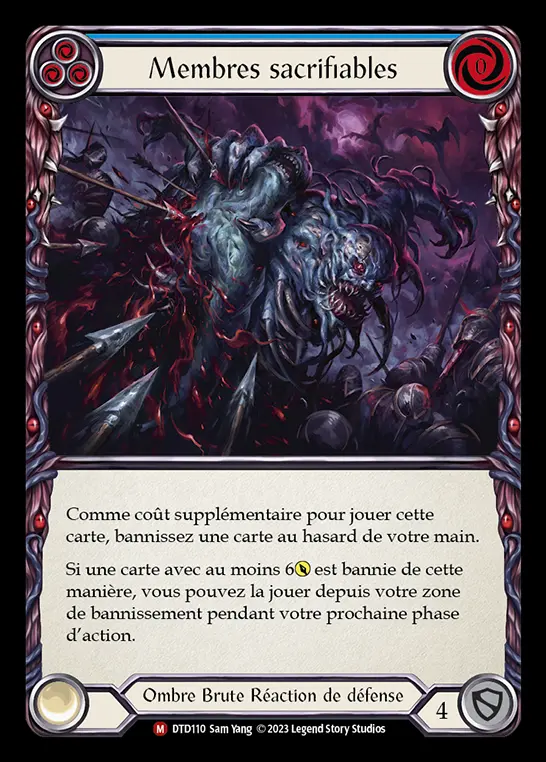 Membres sacrifiables
0
Comme coût supplémentaire pour jouer cette
carte, bannissez une carte au hasard de votre main.
Si une carte avec au moins 6 est bannie de cette
manière, vous pouvez la jouer depuis votre zone
de bannissement pendant votre prochaine phase
d'action.
Ombre Brute Réaction de défense
4
M DTD110 Sam Yang © 2023 Legend Story Studios